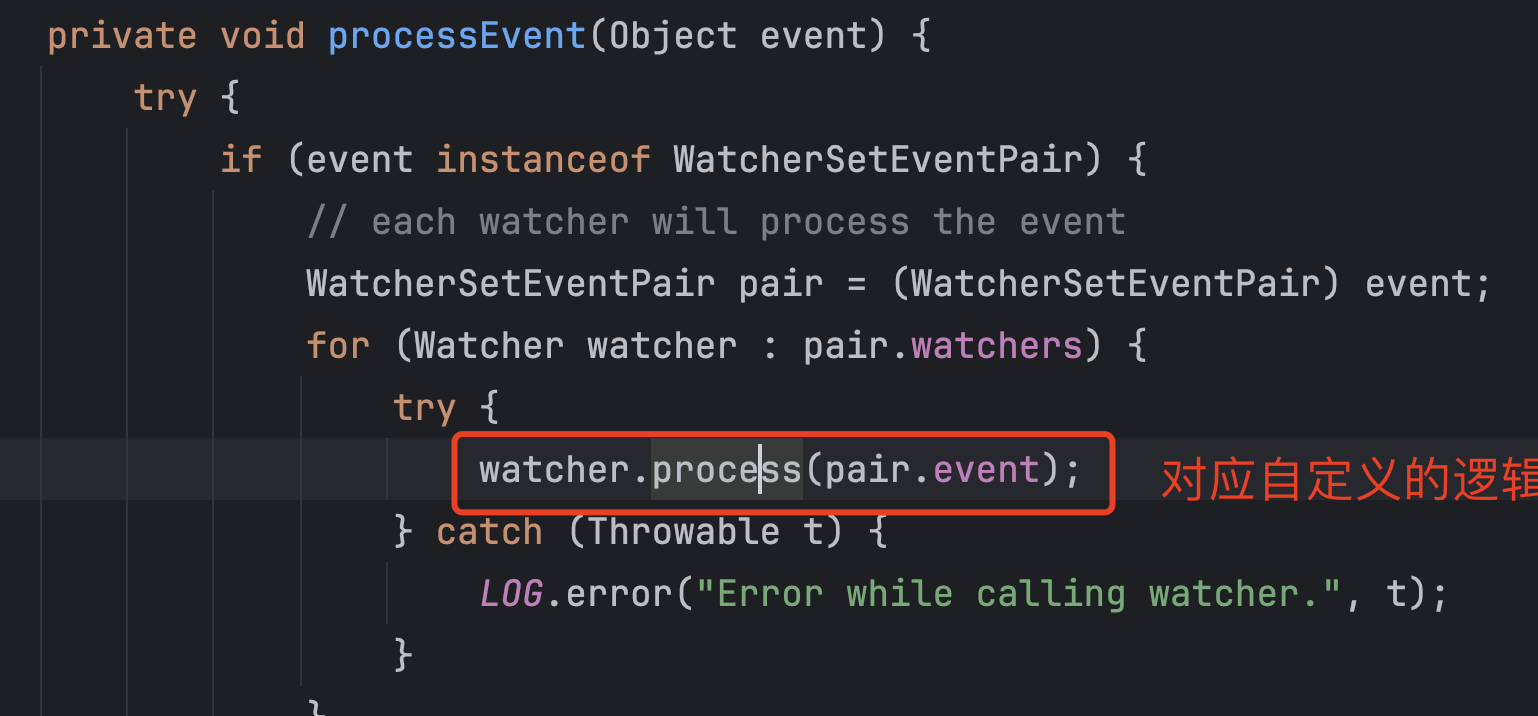 private void processEvent(Object event) {
try {
if (event instanceof WatcherSetEventPair) {
// each watcher will process the event
WatcherSetEventPair pair = (WatcherSetEventPair) event;
for (Watcher watcher : pair.watchers) {
try {
watcher.process(pair.event); 对应自定义的逻辑
} catch (Throwable t) {
LOG.error("Error while calling watcher.", t);
}
}